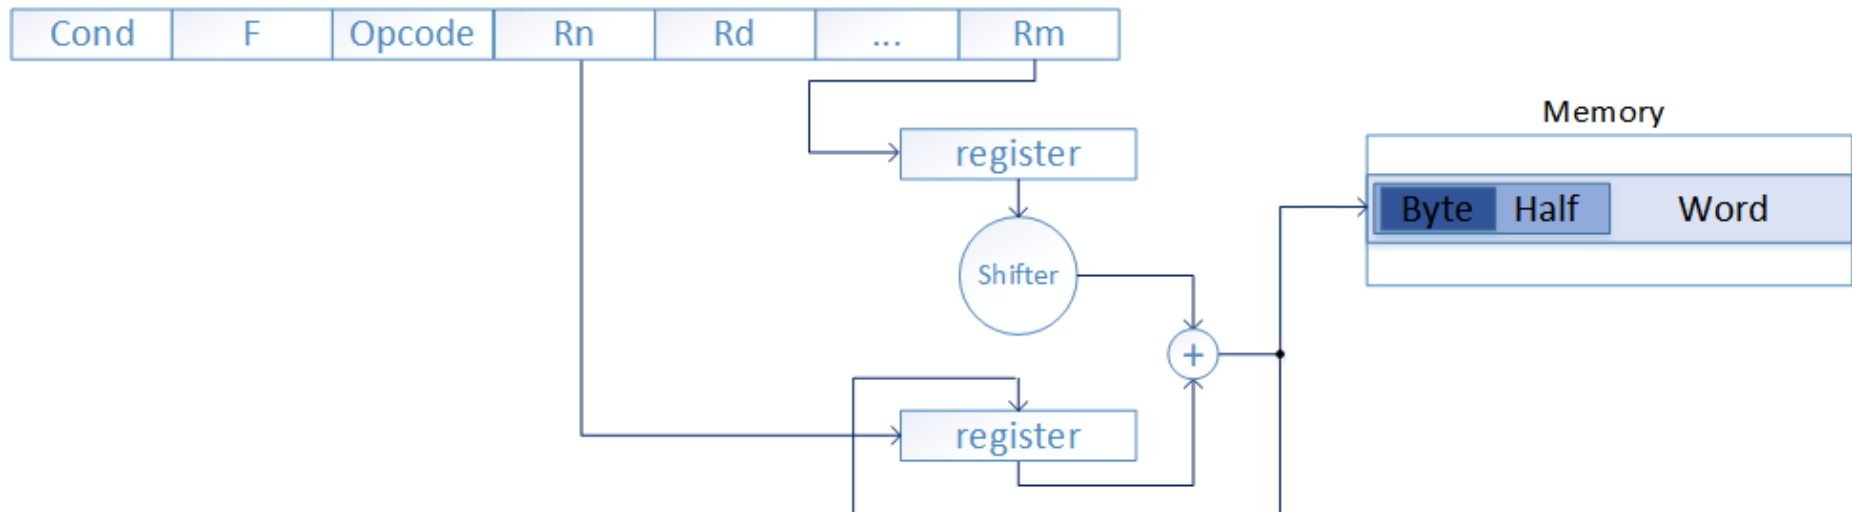 Cond F Opcode Rn Rd ... Rm
Memory
register
Byte Half Word
Shifter
+
register